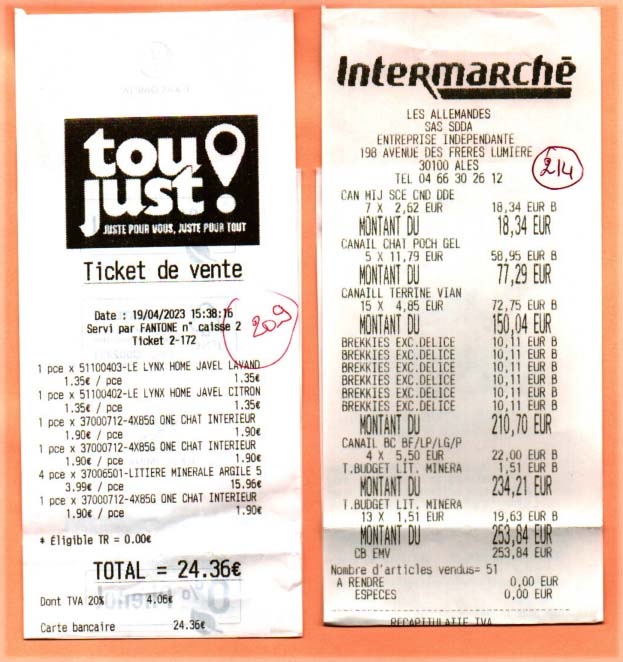 tou
just!
JUSTE POUR VOUS, JUSTE POUR TOUT
Ticket de vente
Date : 19/04/2023 15:38:16
Servi par FANTONE n° caisse 2
Ticket 2-172
209
1 pce x 51100403-LE LYNX HOME JAVEL LAVAND
1.35€ / pce 1.35€
1 pce x 51100402-LE LYNX HOME JAVEL CITRON
1.35€ / pce 1.35€
1 pce x 37000712-4X85G ONE CHAT INTERIEUR
1.90€ / pce 1.90€
1 pce x 37000712-4X85G ONE CHAT INTERIEUR
1.90€ / pce 1.90€
4 pce x 37006501-LITIERE MINERALE ARGILE 5
3.99€ / pce 15.96€
1 pce x 37000712-4X85G ONE CHAT INTERIEUR
1.90€ / pce 1.90€
* Éligible TR = 0.00€
TOTAL = 24.36€
Dont TVA 20% 4.06€
Carte bancaire 24.36€
Intermarché
LES ALLEMANDES
SAS SODA
ENTREPRISE INDEPENDANTE
198 AVENUE DES FRERES LUMIERE
30100 ALES
TEL 04 66 30 26 12
214
CAN MIJ SCE CND DDE
7 X 2,62 EUR 18,34 EUR B
MONTANT DU 18,34 EUR
CANAIL CHAT POCH GEL
5 X 11,79 EUR 58,95 EUR B
MONTANT DU 77,29 EUR
CANAILL TERRINE VIAN
15 X 4,85 EUR 72,75 EUR B
MONTANT DU 150,04 EUR
BREKKIES EXC.DELICE 10,11 EUR B
BREKKIES EXC.DELICE 10,11 EUR B
BREKKIES EXC.DELICE 10,11 EUR B
BREKKIES EXC.DELICE 10,11 EUR B
BREKKIES EXC.DELICE 10,11 EUR B
BREKKIES EXC.DELICE 10,11 EUR B
MONTANT DU 210,70 EUR
CANAIL BC BF/LP/LG/P
4 X 5,50 EUR 22,00 EUR B
T.BUDGET LIT. MINERA 1,51 EUR B
MONTANT DU 234,21 EUR
T.BUDGET LIT. MINERA
13 X 1,51 EUR 19,63 EUR B
MONTANT DU 253,84 EUR
CB EMV 253,84 EUR
Nombre d'articles vendus= 51
A RENDRE 0,00 EUR
ESPECES 0,00 EUR
RECAPITULATIF TVA